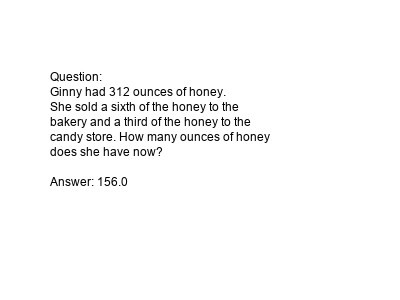 Question:
Ginny had 312 ounces of honey.
She sold a sixth of the honey to the
bakery and a third of the honey to the
candy store. How many ounces of honey
does she have now?
Answer: 156.0